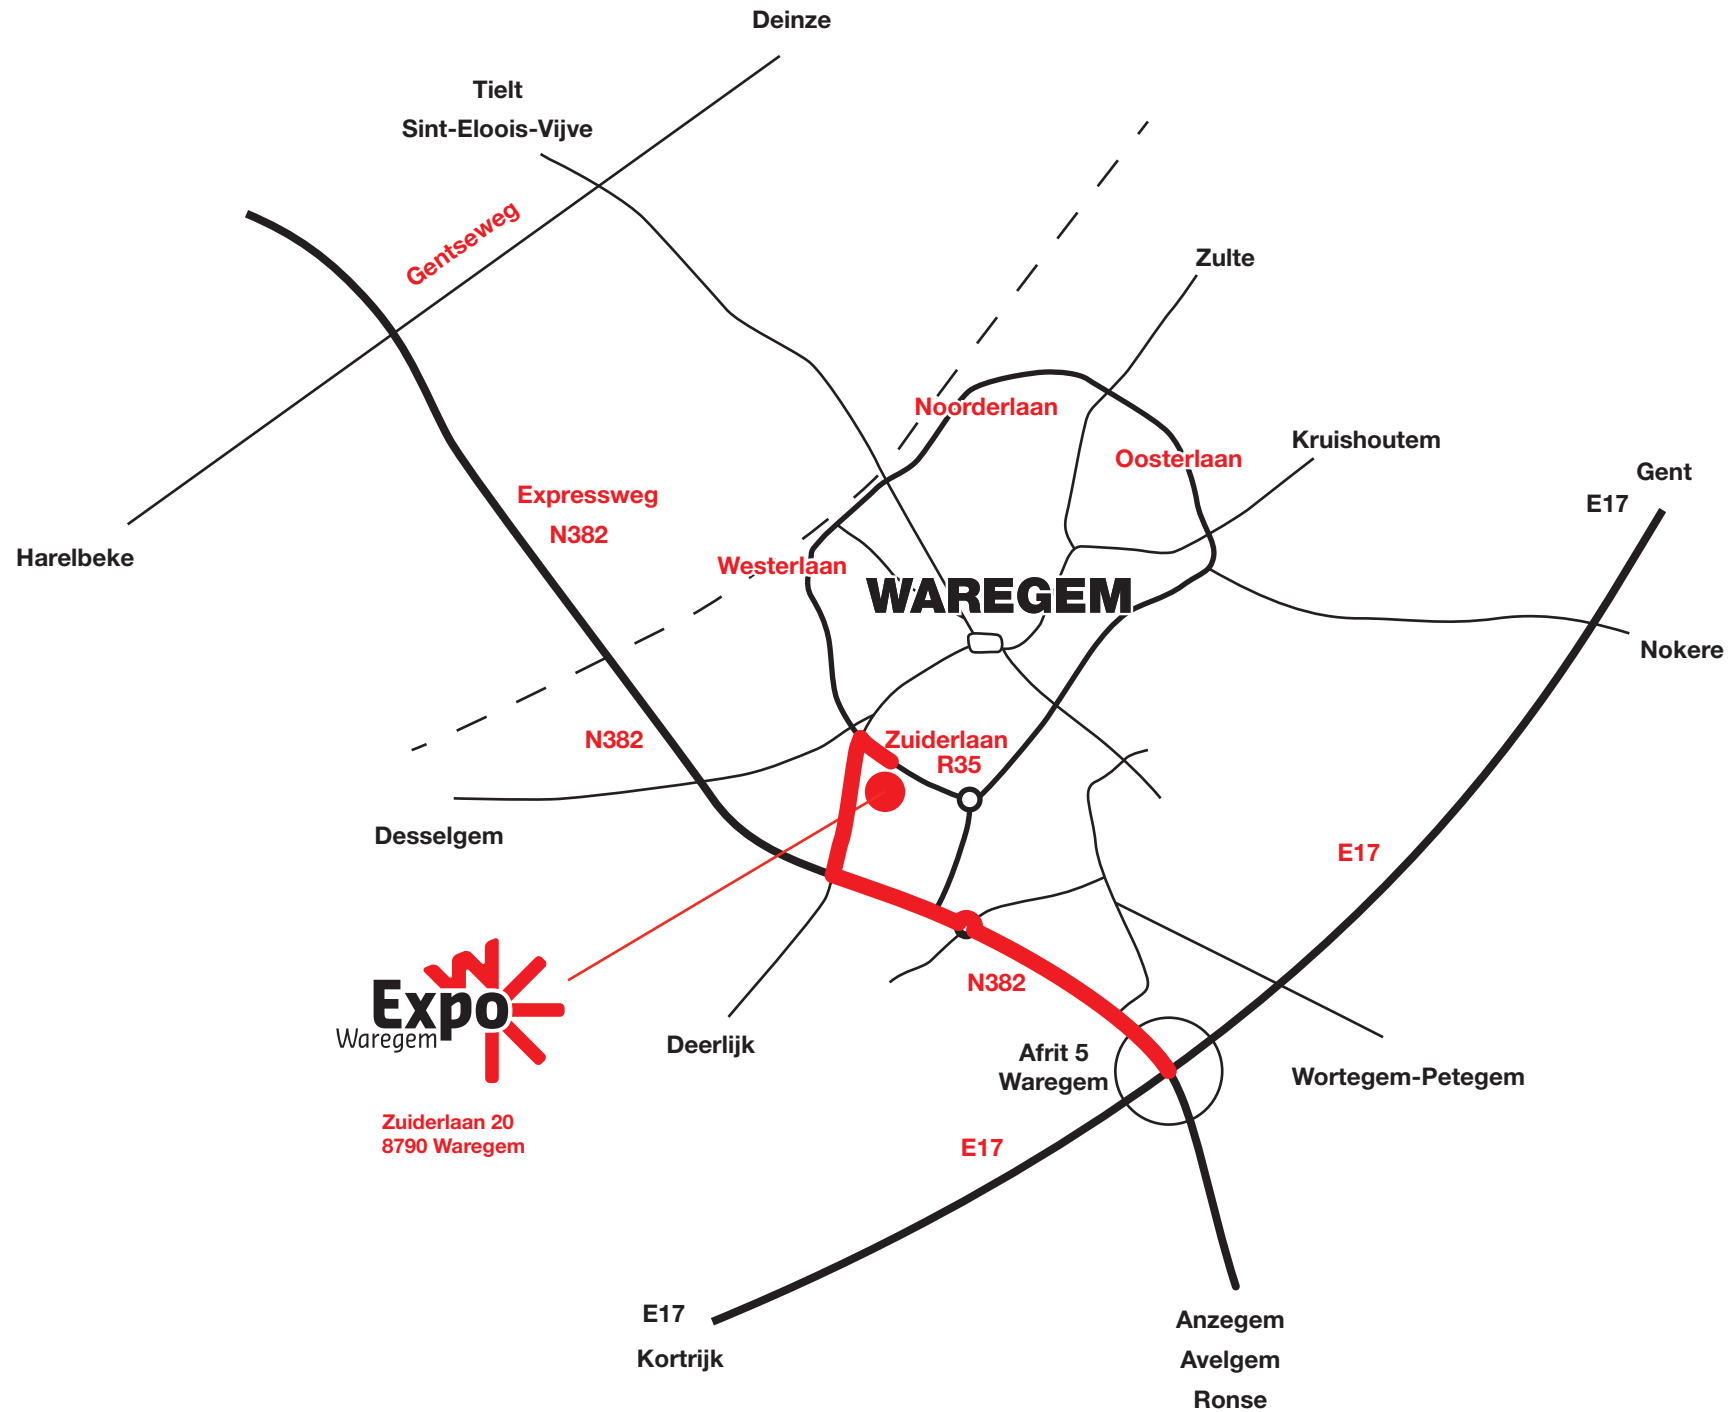 Deinze
Tielt
Sint-Eloois-Vijve
Gentseweg
Zulte
Noorderlaan
Kruishoutem
Oosterlaan
Gent
E17
Expressweg
N382
Harelbeke
Westerlaan
WAREGEM
Nokere
N382
Zuiderlaan
R35
Desselgem
E17
N382
Expo
Waregem
Deerlijk
Afrit 5
Waregem
Wortegem-Petegem
Zuiderlaan 20
8790 Waregem
E17
E17
Kortrijk
Anzegem
Avelgem
Ronse